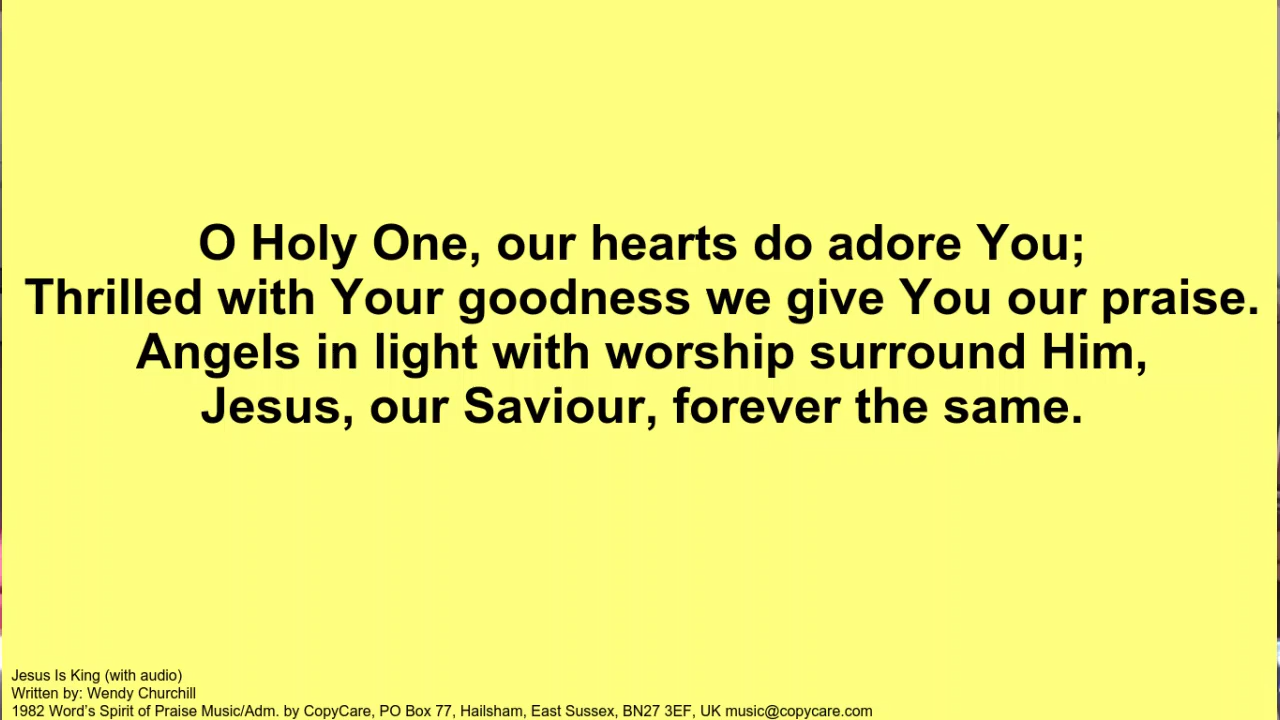 O Holy One, our hearts do adore You;
Thrilled with Your goodness we give You our praise.
Angels in light with worship surround Him,
Jesus, our Saviour, forever the same.
Jesus Is King (with audio)
Written by: Wendy Churchill
1982 Word’s Spirit of Praise Music/Adm. by CopyCare, PO Box 77, Hailsham, East Sussex, BN27 3EF, UK music@copycare.com